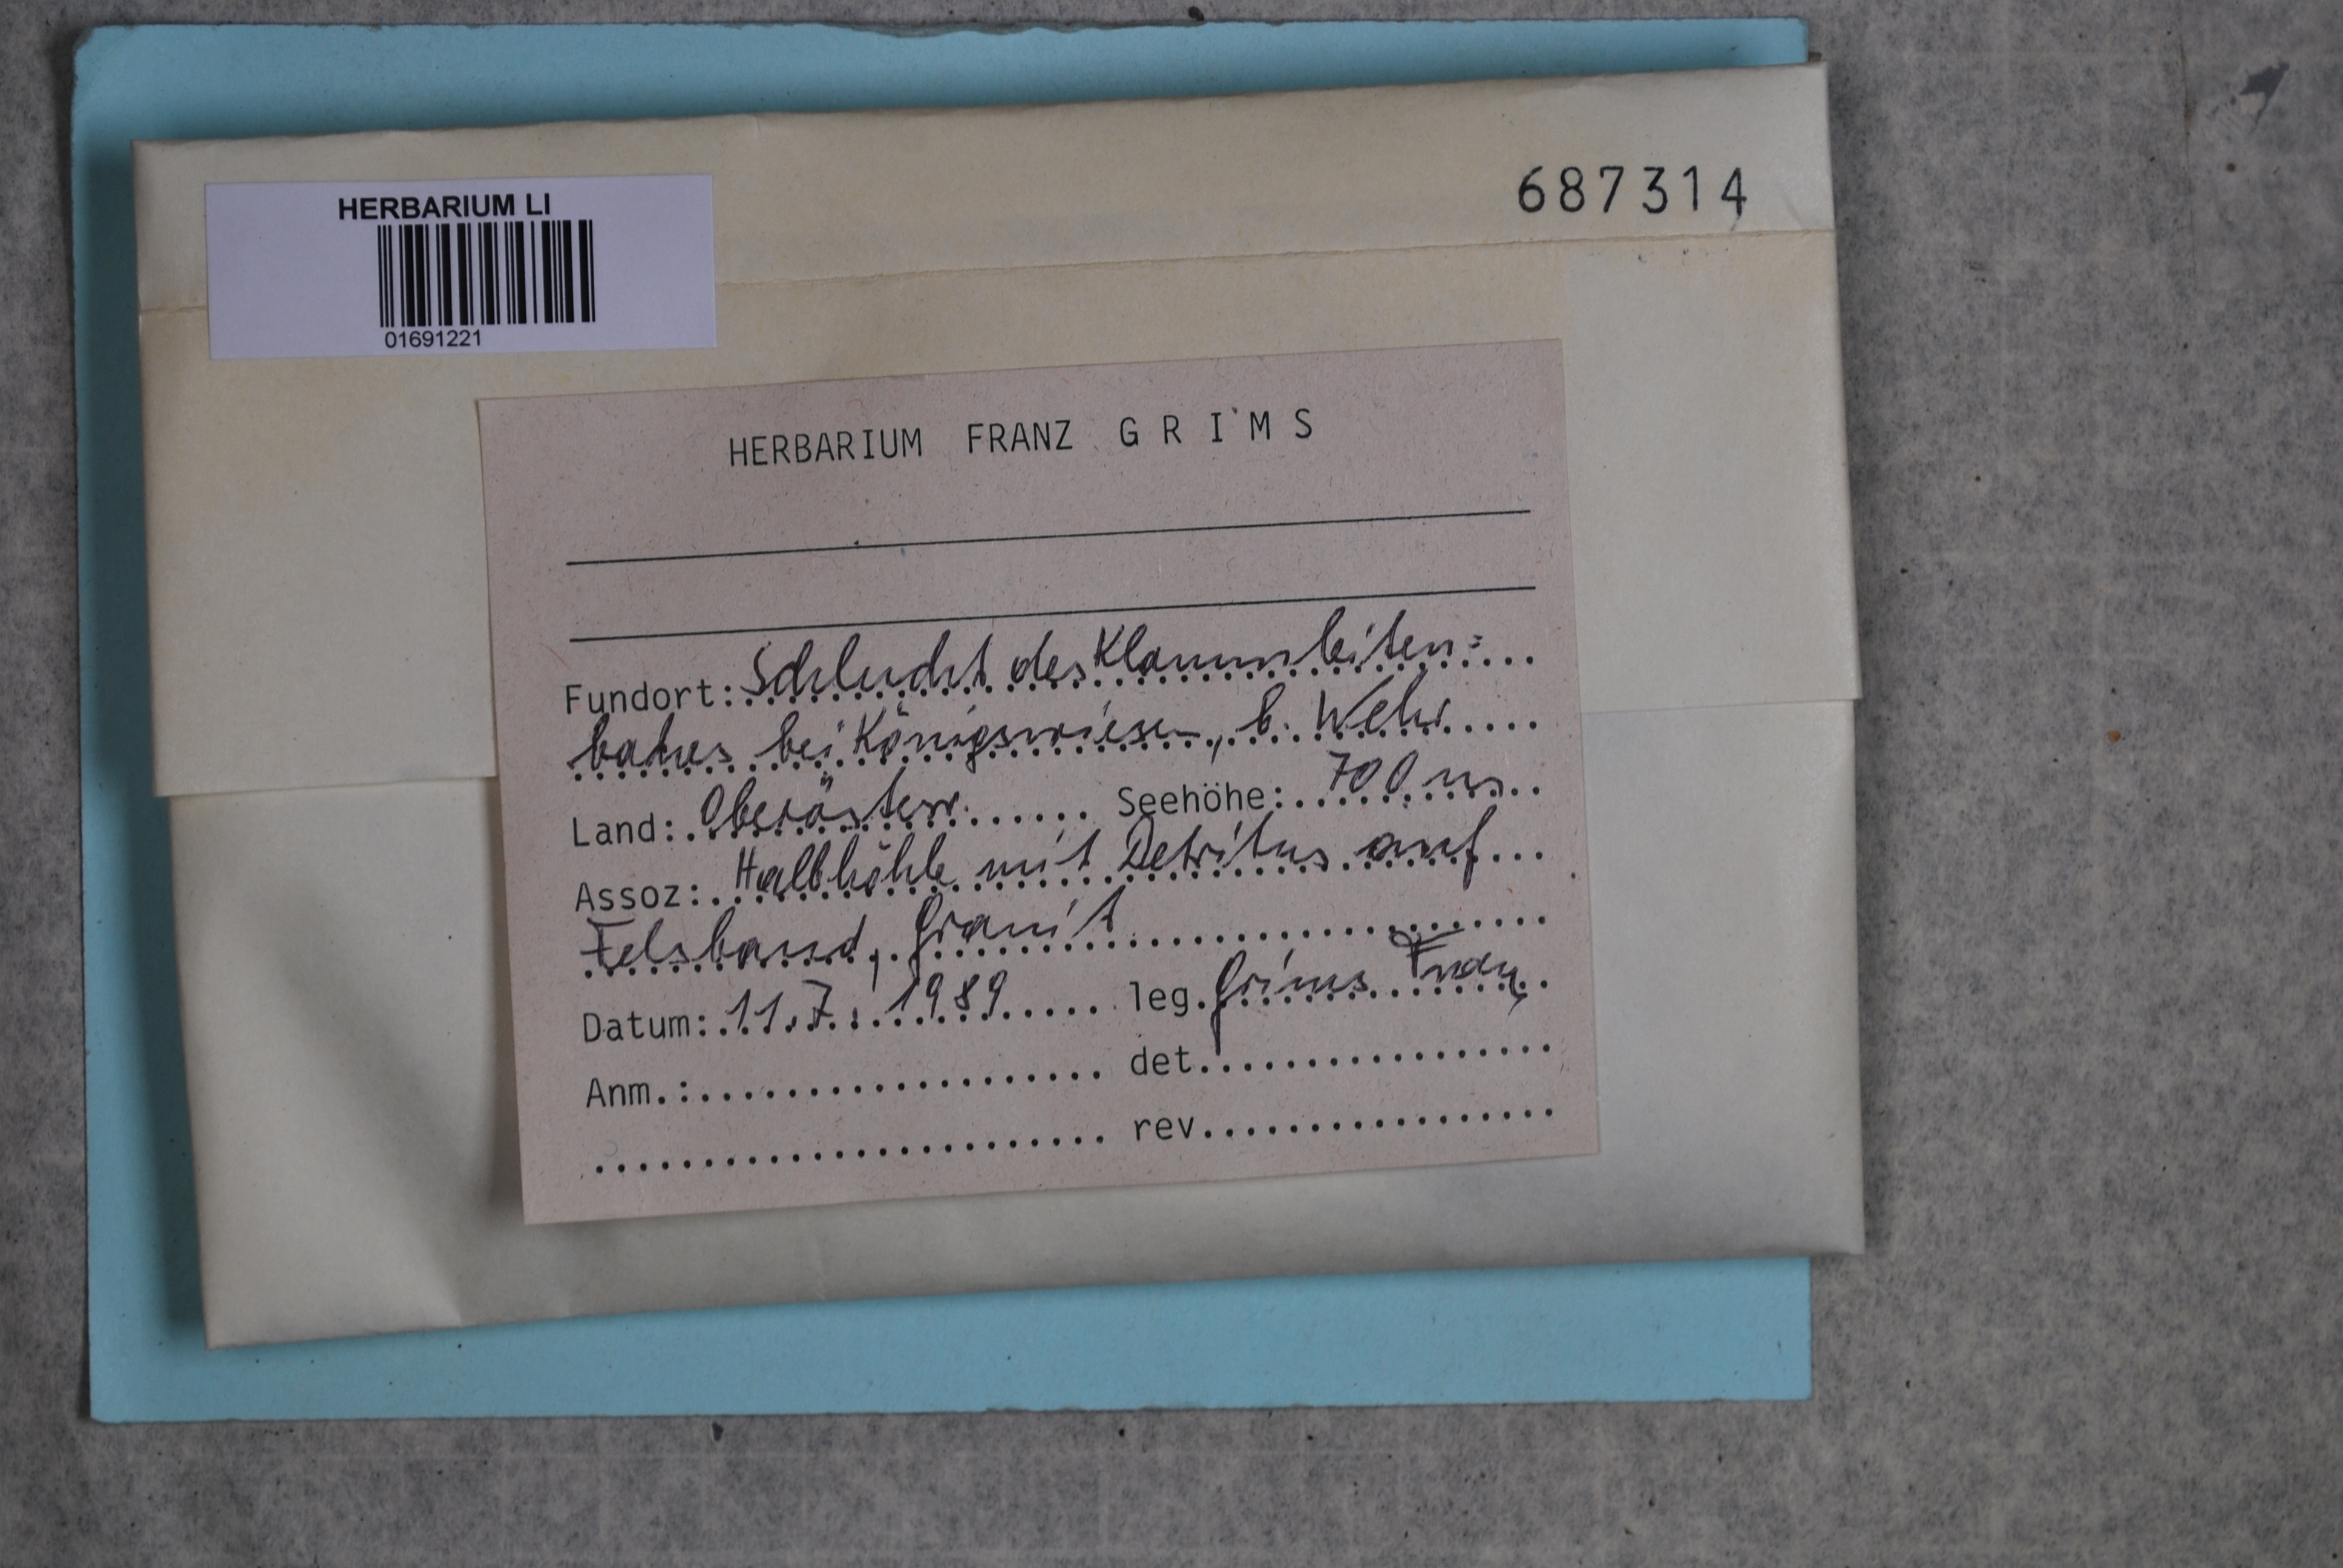 HERBARIUM LI
01691221
687314
HERBARIUM FRANZ GRIMS
Fundort: Schlucht des Klammleiten=
baches bei Königswiesen, b. Wehr
Land: Oberösterr. Seehöhe: 700 m
Assoz: Halbhöhle mit Detritus auf
Felsband, Granit
Datum: 11.7.1989 leg. Grims Franz
Anm.: det.
rev.